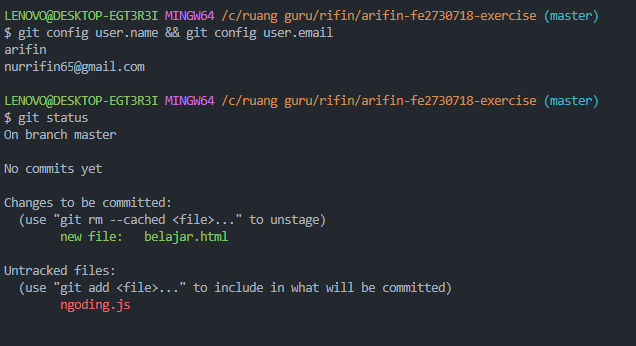 LENOVO@DESKTOP-EGT3R3I MINGW64 /c/ruang guru/rifin/arifin-fe2730718-exercise (master)
$ git config user.name && git config user.email
arifin
nurrifin65@gmail.com
LENOVO@DESKTOP-EGT3R3I MINGW64 /c/ruang guru/rifin/arifin-fe2730718-exercise (master)
$ git status
On branch master
No commits yet
Changes to be committed:
(use "git rm --cached <file>..." to unstage)
new file:   belajar.html
Untracked files:
(use "git add <file>..." to include in what will be committed)
ngoding.js